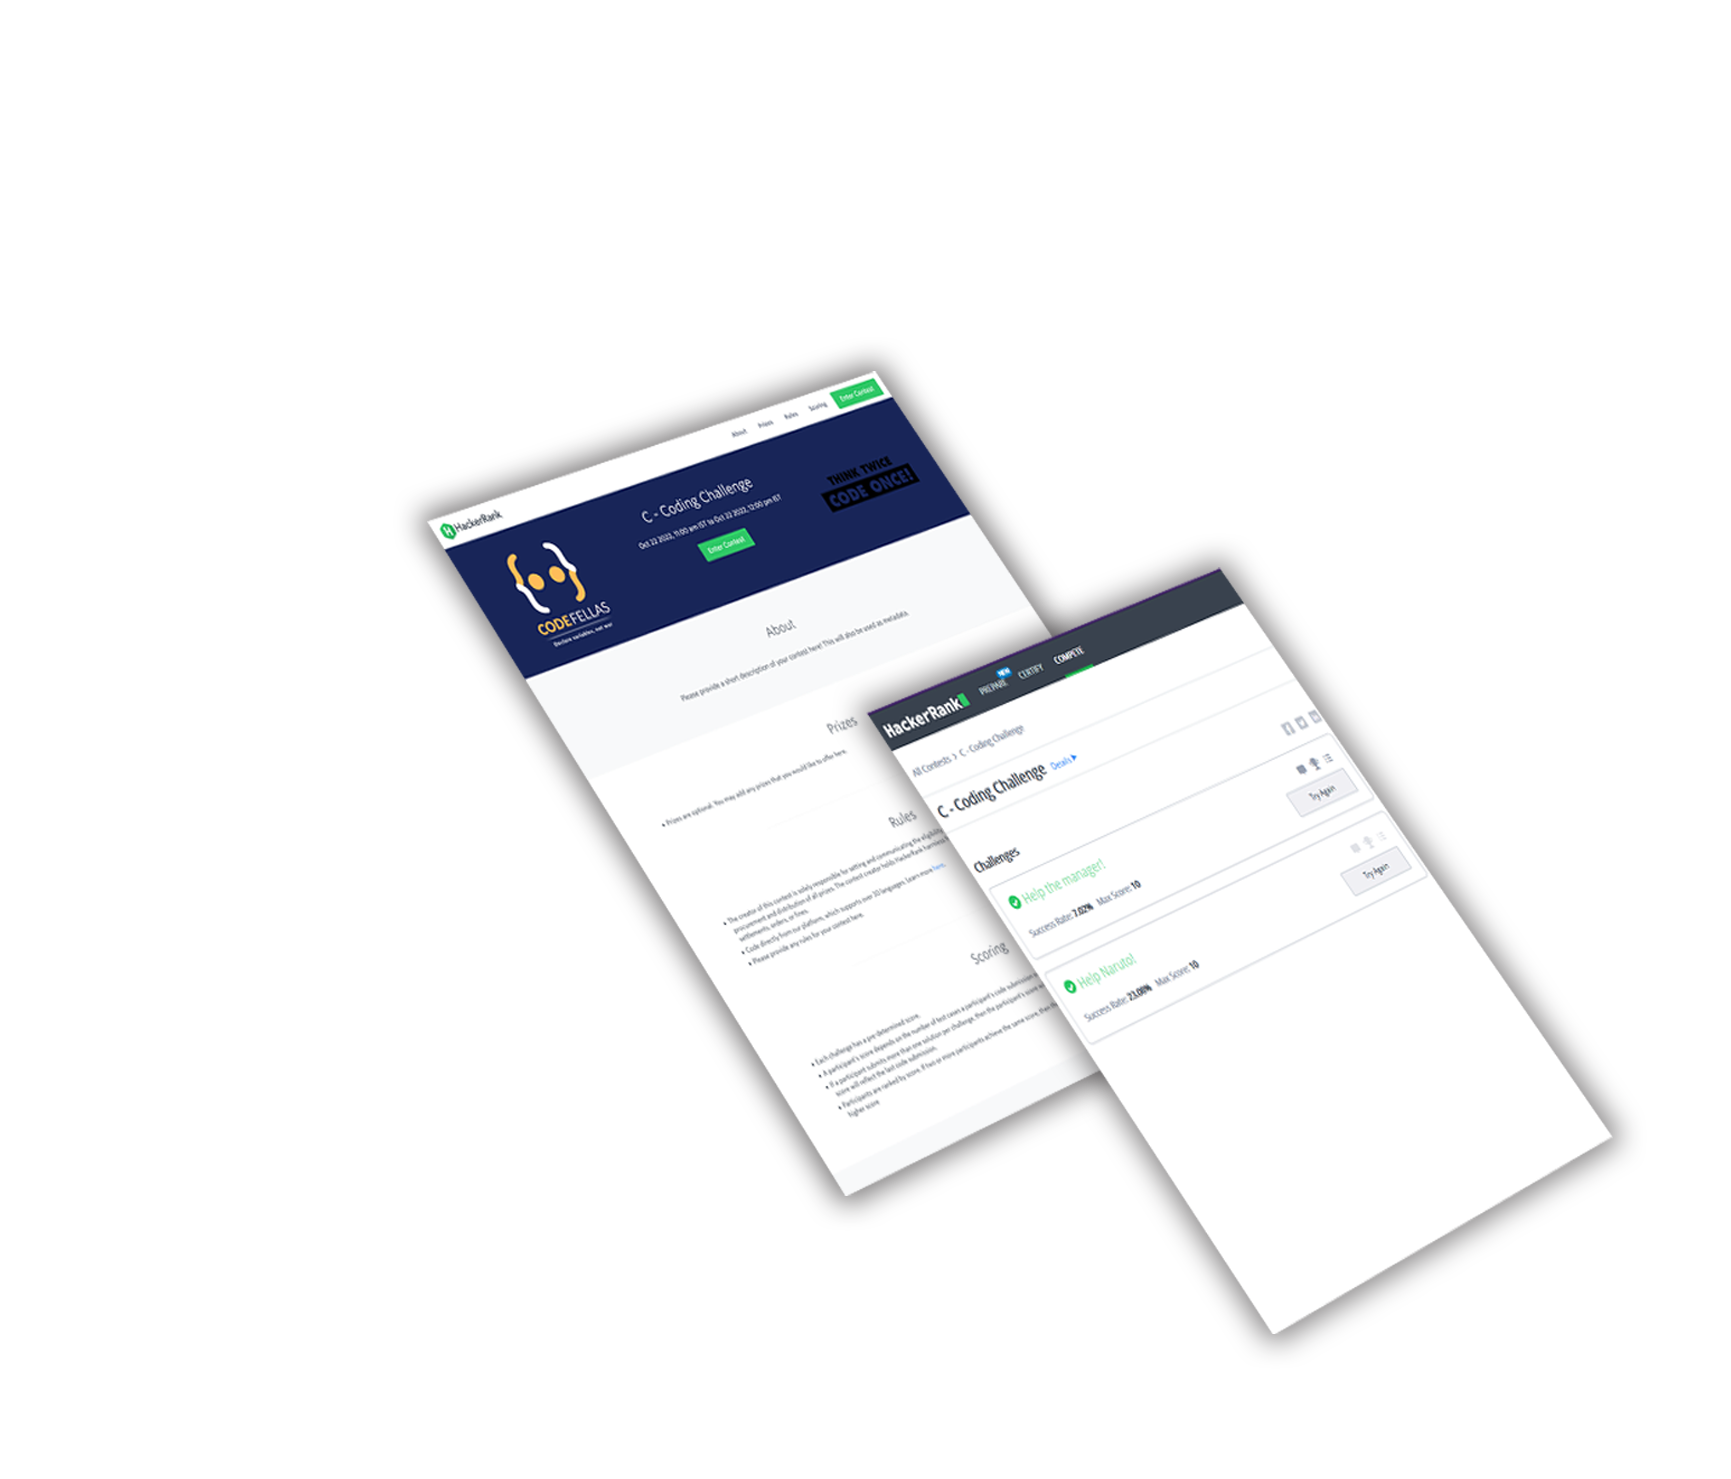 HackerRank
About Prizes Rules Scoring Enter Contest
C - Coding Challenge
Oct 22 2022, 11:00 am IST to Oct 22 2022, 12:00 pm IST
Enter Contest
THINK TWICE
CODE ONCE!
CODEFELLAS
Declare variables, not war
About
Please provide a short description of your contest here! This will also be used as metadata.
Prizes
Prizes are optional. You may add any prizes that you would like to offer here.
Rules
The creator of this contest is solely responsible for setting and communicating the eligibility
procurement and distribution of all prizes. The contest creator holds HackerRank harmless
settlements, orders, or fines.
Code directly from our platform, which supports over 30 languages. Learn more here.
Please provide any rules for your contest here.
Scoring
Each challenge has a pre-determined score.
A participant's score depends on the number of test cases a participant's code submission
If a participant submits more than one solution per challenge, then the participant's score
score will reflect the last code submission.
Participants are ranked by score. If two or more participants achieve the same score, then
higher score
HackerRank
PREPARE NEW CERTIFY COMPETE
All Contests > C - Coding Challenge
C - Coding Challenge Details
Challenges
Help the manager!
Success Rate: 7.02% Max Score: 10
Try Again
Help Naruto!
Success Rate: 23.08% Max Score: 10
Try Again